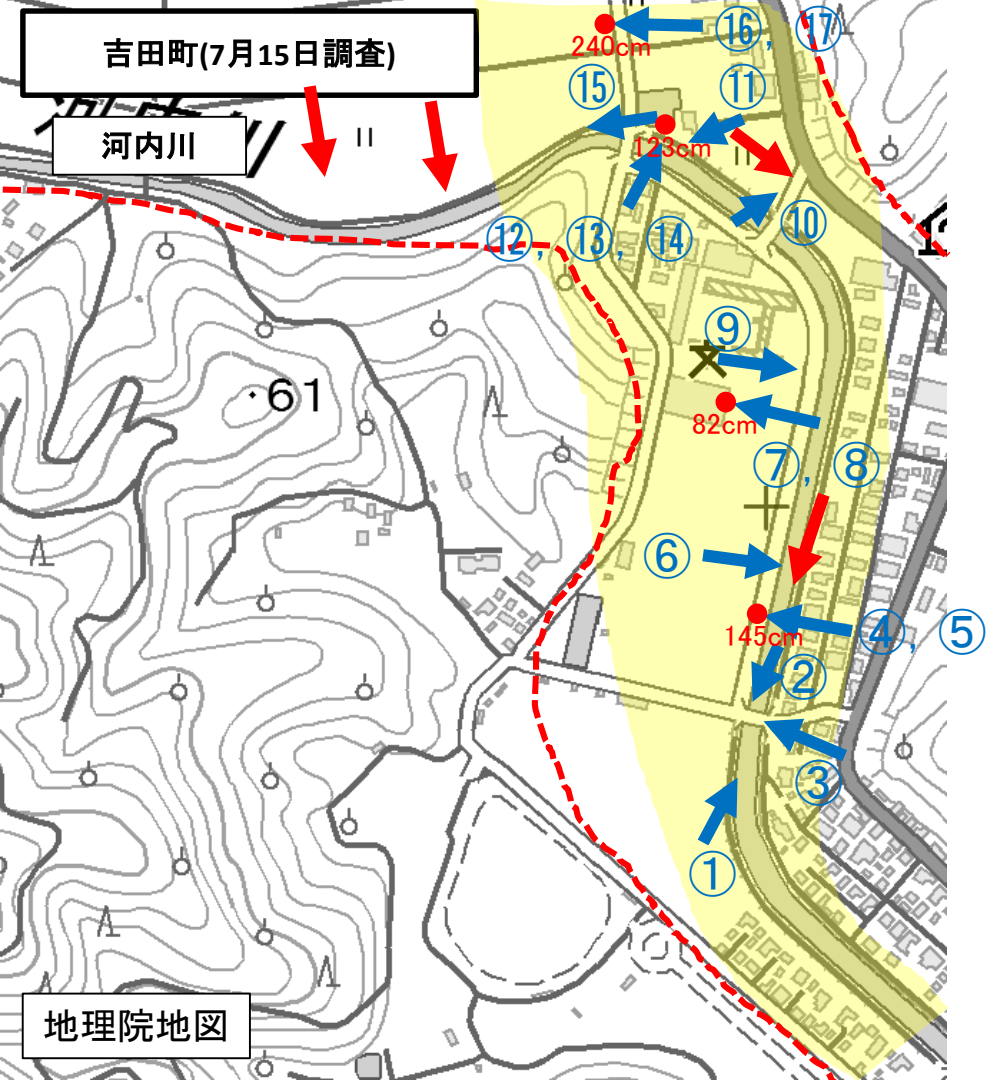 吉田町(7月15日調査)
⑯, ⑰
240cm
⑮
⑪
河内川
123cm
⑩
⑫, ⑬, ⑭
⑨
61
82cm
⑦, ⑧
⑥
145cm
④, ⑤
②
③
①
地理院地図